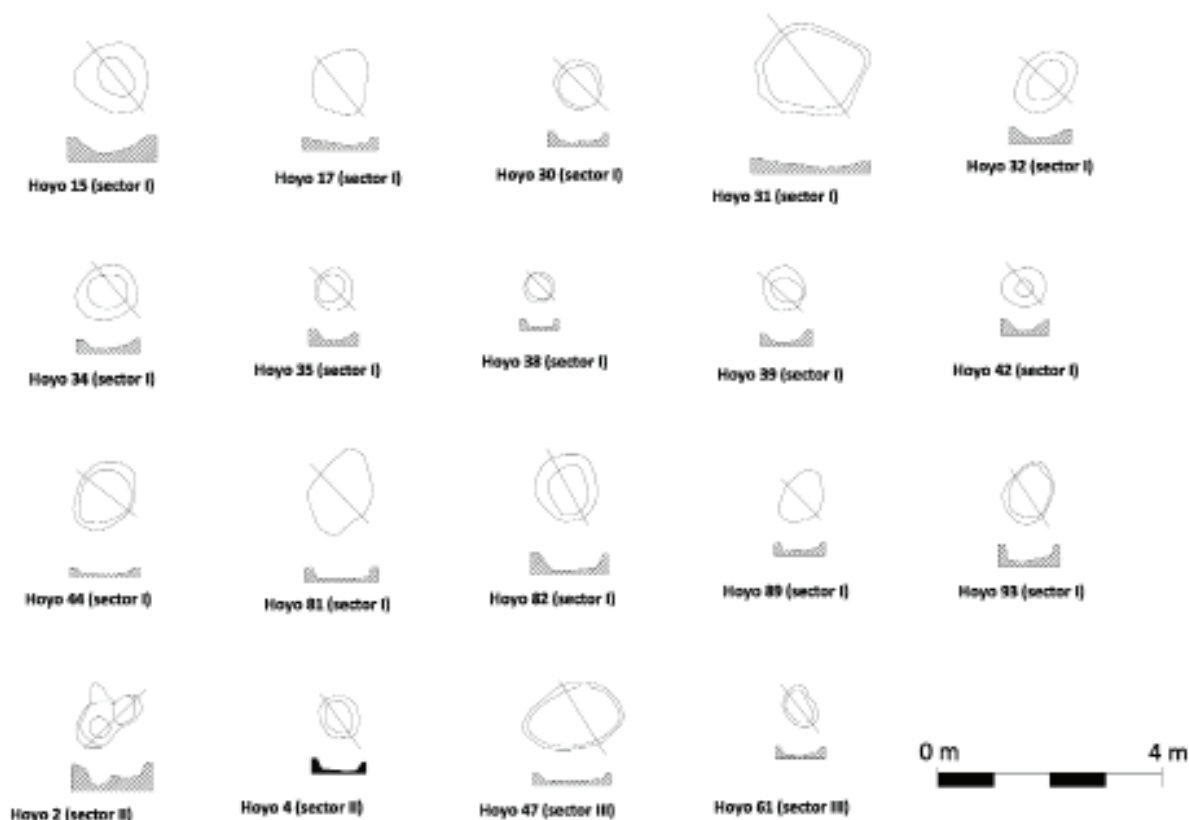 Hoyo 15 (sector I)
Hoyo 17 (sector I)
Hoyo 30 (sector I)
Hoyo 31 (sector I)
Hoyo 32 (sector I)
Hoyo 34 (sector I)
Hoyo 35 (sector I)
Hoyo 38 (sector I)
Hoyo 39 (sector I)
Hoyo 42 (sector I)
Hoyo 44 (sector I)
Hoyo 81 (sector I)
Hoyo 82 (sector I)
Hoyo 89 (sector I)
Hoyo 93 (sector I)
Hoyo 2 (sector II)
Hoyo 4 (sector II)
Hoyo 47 (sector III)
Hoyo 61 (sector III)
0 m 4 m